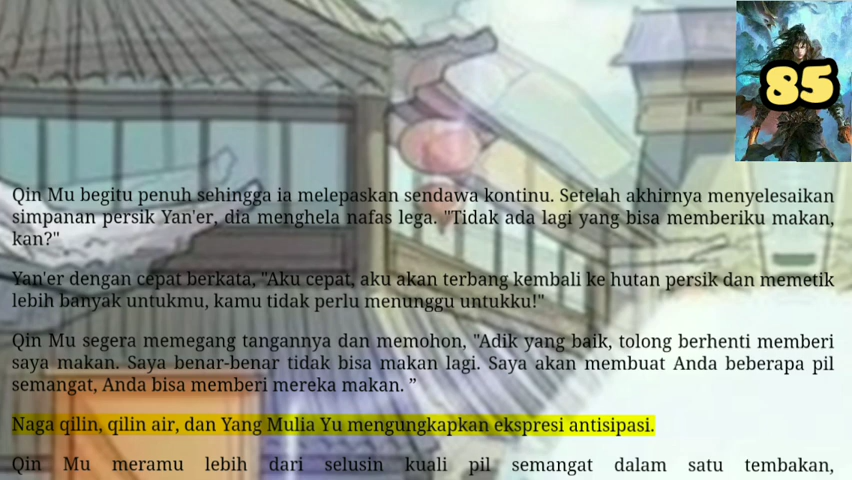 85
Qin Mu begitu penuh sehingga ia melepaskan sendawa kontinu. Setelah akhirnya menyelesaikan
simpanan persik Yan'er, dia menghela nafas lega. "Tidak ada lagi yang bisa memberiku makan,
kan?"
Yan'er dengan cepat berkata, "Aku cepat, aku akan terbang kembali ke hutan persik dan memetik
lebih banyak untukmu, kamu tidak perlu menunggu untukku!"
Qin Mu segera memegang tangannya dan memohon, "Adik yang baik, tolong berhenti memberi
saya makan. Saya benar-benar tidak bisa makan lagi. Saya akan membuat Anda beberapa pil
semangat, Anda bisa memberi mereka makan. ”
Naga qilin, qilin air, dan Yang Mulia Yu mengungkapkan ekspresi antisipasi.
Qin Mu meramu lebih dari selusin kuali pil semangat dalam satu tembakan,